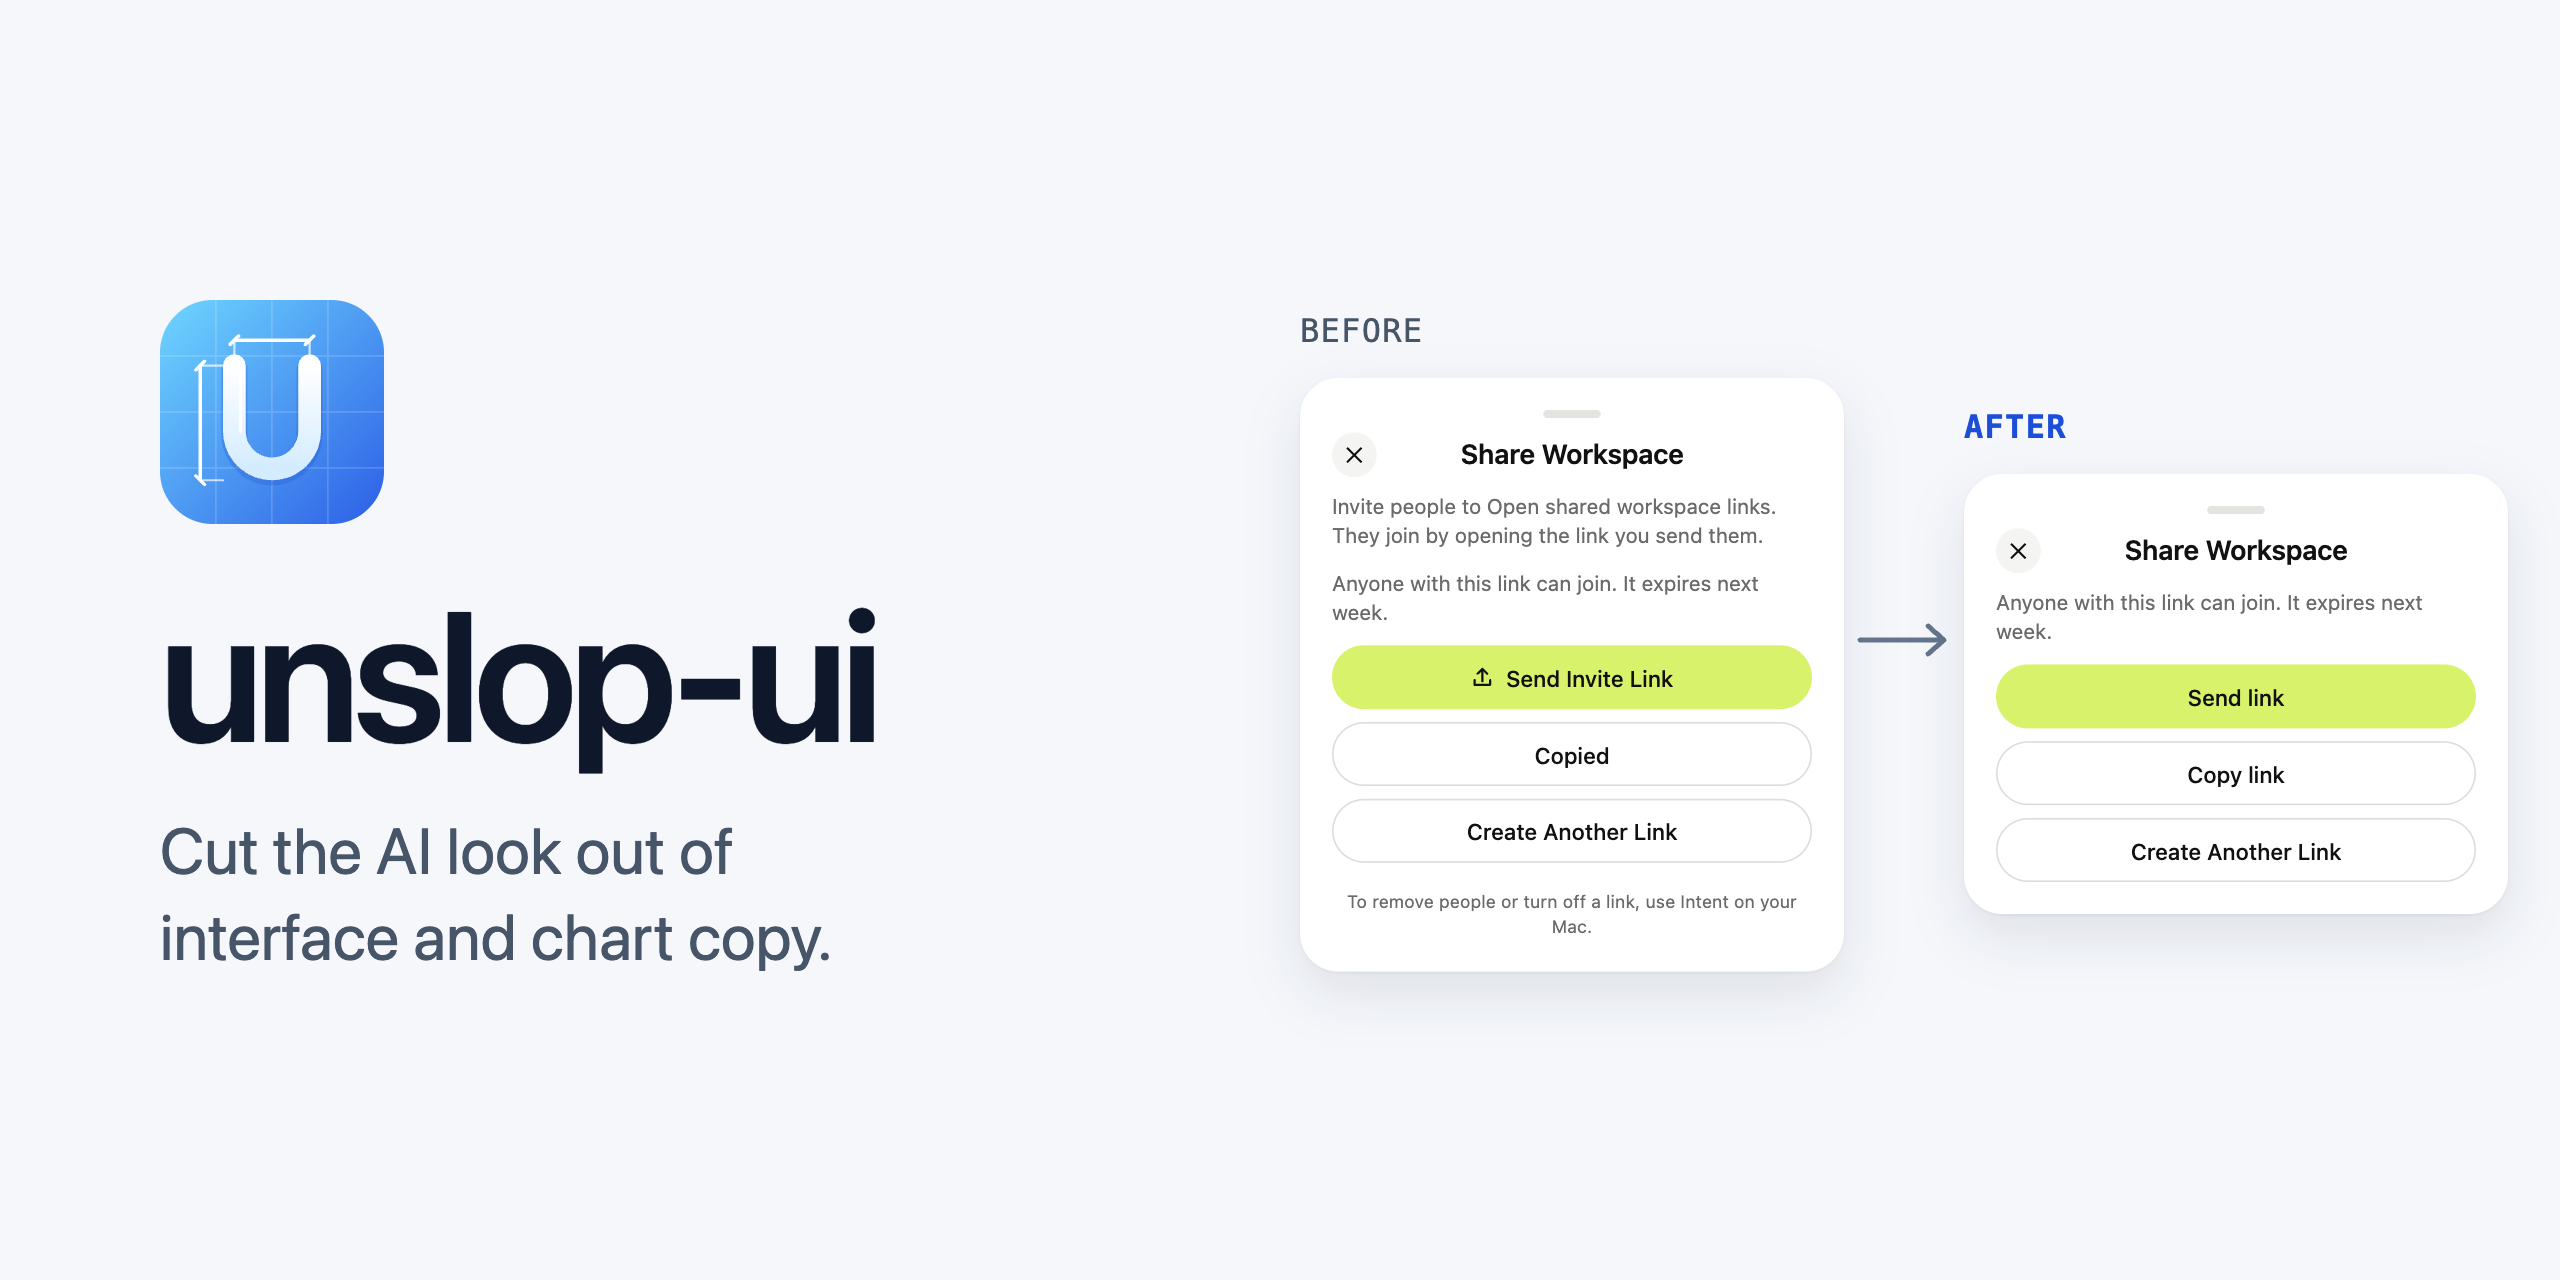 U
unslop-ui
Cut the AI look out of
interface and chart copy.
BEFORE
Share Workspace
Invite people to Open shared workspace links.
They join by opening the link you send them.
Anyone with this link can join. It expires next
week.
Send Invite Link
Copied
Create Another Link
To remove people or turn off a link, use Intent on your
Mac.
AFTER
Share Workspace
Anyone with this link can join. It expires next
week.
Send link
Copy link
Create Another Link